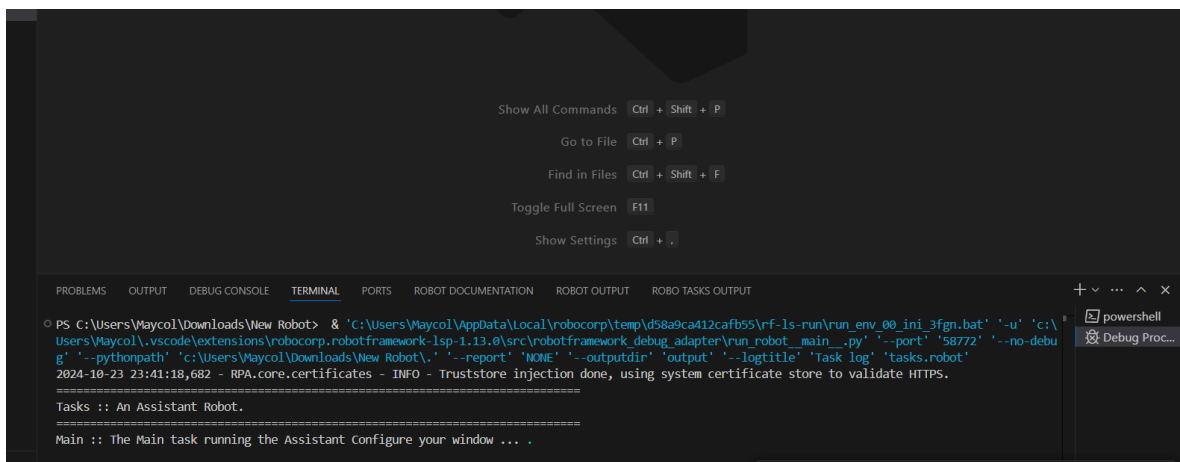 Show All Commands Ctrl + Shift + P
Go to File Ctrl + P
Find in Files Ctrl + Shift + F
Toggle Full Screen F11
Show Settings Ctrl + ,
PROBLEMS OUTPUT DEBUG CONSOLE TERMINAL PORTS ROBOT DOCUMENTATION ROBOT OUTPUT ROBO TASKS OUTPUT
PS C:\Users\Maycol\Downloads\New Robot> & 'C:\Users\Maycol\AppData\Local\robocorp\temp\d58a9ca412cafb55\rf-ls-run\run_env_00_ini_3fgn.bat' '-u' 'c:\
Users\Maycol\.vscode\extensions\robocorp.robotframework-lsp-1.13.0\src\robotframework_debug_adapter\run_robot__main__.py' '--port' '58772' '--no-debu
g' '--pythonpath' 'c:\Users\Maycol\Downloads\New Robot\.' '--report' 'NONE' '--outputdir' 'output' '--logtitle' 'Task log' 'tasks.robot'
2024-10-23 23:41:18,682 - RPA.core.certificates - INFO - Truststore injection done, using system certificate store to validate HTTPS.
==============================================================================
Tasks :: An Assistant Robot.
==============================================================================
Main :: The Main task running the Assistant Configure your window ... .
powershell
Debug Proc...